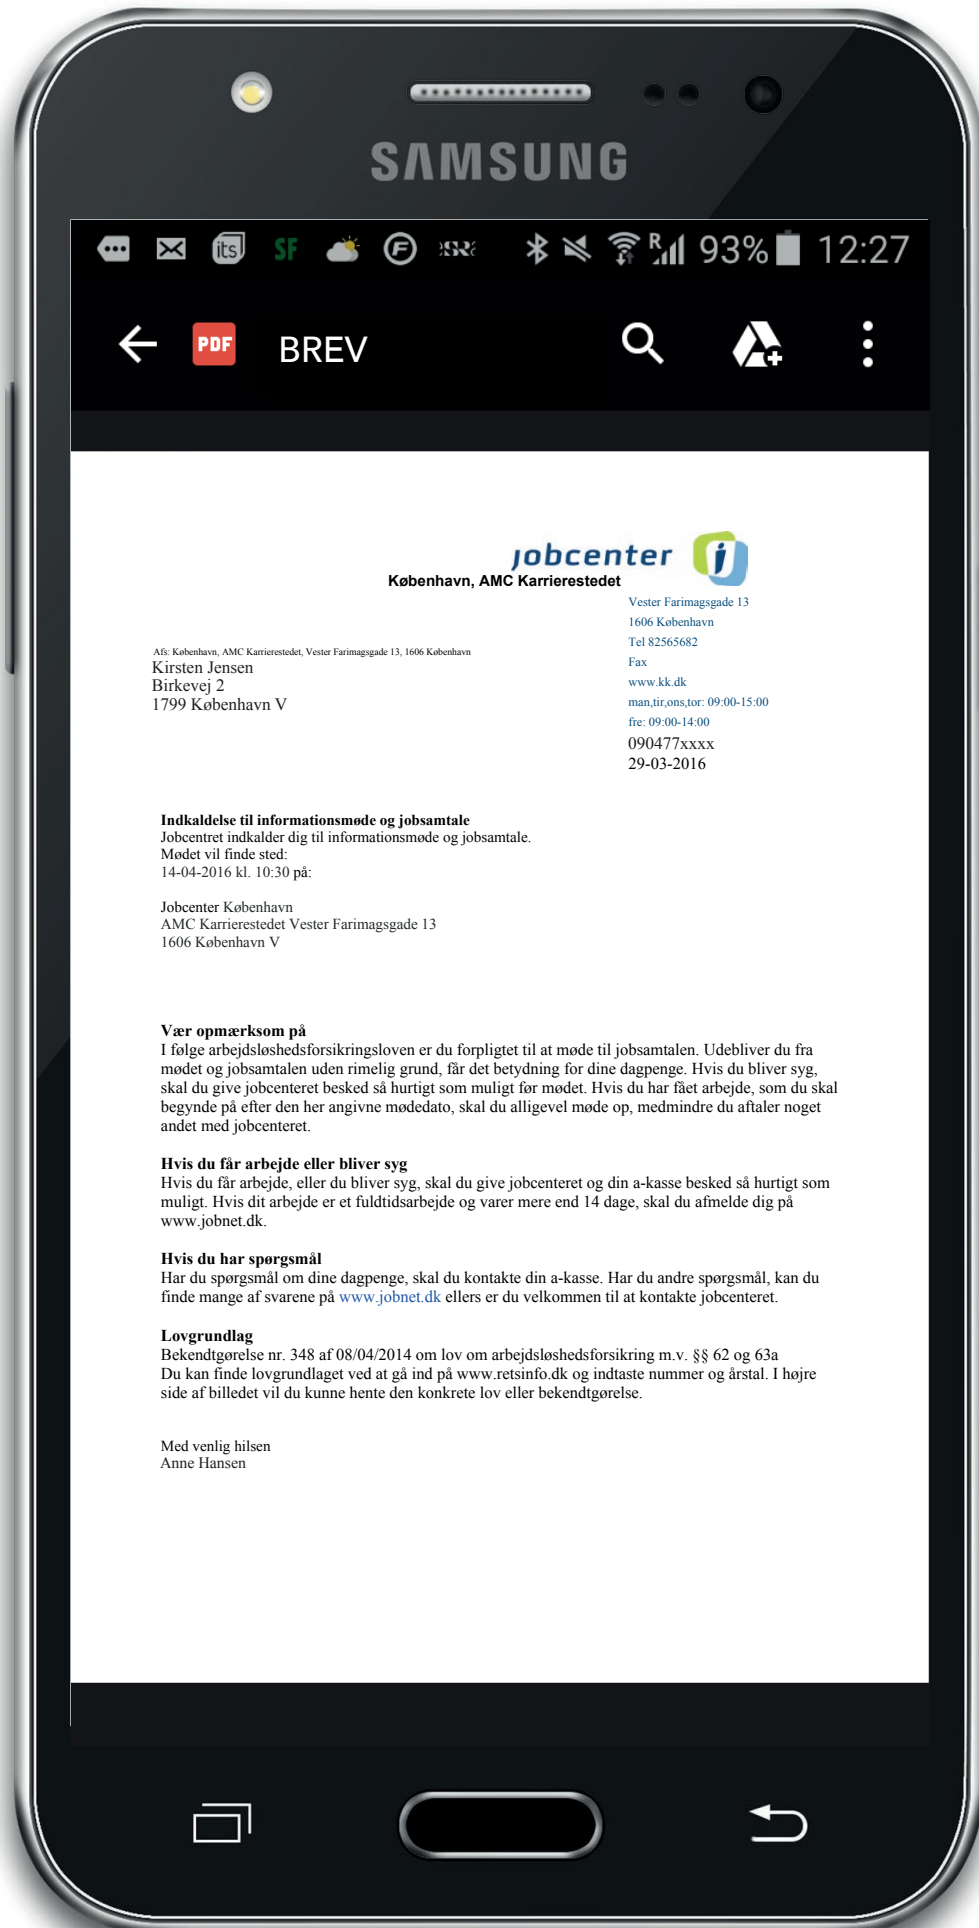 SAMSUNG
its SF F R 93% 12:27
PDF BREV
jobcenter
København, AMC Karrierestedet
Vester Farimagsgade 13
1606 København
Tel 82565682
Fax
www.kk.dk
man,tir,ons,tor: 09:00-15:00
fre: 09:00-14:00
090477xxxx
29-03-2016
Afs: København, AMC Karrierestedet, Vester Farimagsgade 13, 1606 København
Kirsten Jensen
Birkevej 2
1799 København V
Indkaldelse til informationsmøde og jobsamtale
Jobcentret indkalder dig til informationsmøde og jobsamtale.
Mødet vil finde sted:
14-04-2016 kl. 10:30 på:
Jobcenter København
AMC Karrierestedet Vester Farimagsgade 13
1606 København V
Vær opmærksom på
I følge arbejdsløshedsforsikringsloven er du forpligtet til at møde til jobsamtalen. Udebliver du fra
mødet og jobsamtalen uden rimelig grund, får det betydning for dine dagpenge. Hvis du bliver syg,
skal du give jobcenteret besked så hurtigt som muligt før mødet. Hvis du har fået arbejde, som du skal
begynde på efter den her angivne mødedato, skal du alligevel møde op, medmindre du aftaler noget
andet med jobcenteret.
Hvis du får arbejde eller bliver syg
Hvis du får arbejde, eller du bliver syg, skal du give jobcenteret og din a-kasse besked så hurtigt som
muligt. Hvis dit arbejde er et fuldtidsarbejde og varer mere end 14 dage, skal du afmelde dig på
www.jobnet.dk.
Hvis du har spørgsmål
Har du spørgsmål om dine dagpenge, skal du kontakte din a-kasse. Har du andre spørgsmål, kan du
finde mange af svarene på www.jobnet.dk ellers er du velkommen til at kontakte jobcenteret.
Lovgrundlag
Bekendtgørelse nr. 348 af 08/04/2014 om lov om arbejdsløshedsforsikring m.v. §§ 62 og 63a
Du kan finde lovgrundlaget ved at gå ind på www.retsinfo.dk og indtaste nummer og årstal. I højre
side af billedet vil du kunne hente den konkrete lov eller bekendtgørelse.
Med venlig hilsen
Anne Hansen